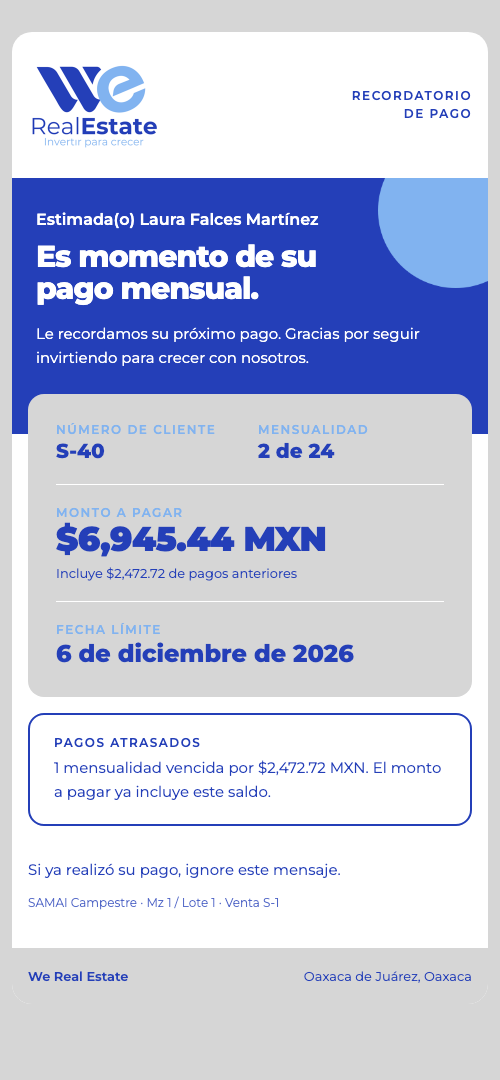 We
RealEstate
Invertir para crecer
RECORDATORIO
DE PAGO
Estimada(o) Laura Falces Martínez
Es momento de su
pago mensual.
Le recordamos su próximo pago. Gracias por seguir
invirtiendo para crecer con nosotros.
NÚMERO DE CLIENTE
S-40
MENSUALIDAD
2 de 24
MONTO A PAGAR
$6,945.44 MXN
Incluye $2,472.72 de pagos anteriores
FECHA LÍMITE
6 de diciembre de 2026
PAGOS ATRASADOS
1 mensualidad vencida por $2,472.72 MXN. El monto
a pagar ya incluye este saldo.
Si ya realizó su pago, ignore este mensaje.
SAMAI Campestre · Mz 1 / Lote 1 · Venta S-1
We Real Estate
Oaxaca de Juárez, Oaxaca